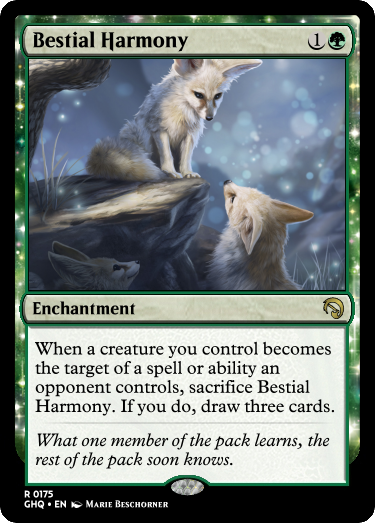 Bestial Harmony 1
Enchantment
When a creature you control becomes
the target of a spell or ability an
opponent controls, sacrifice Bestial
Harmony. If you do, draw three cards.
What one member of the pack learns, the
rest of the pack soon knows.
R 0175
GHQ • EN Marie Beschorner